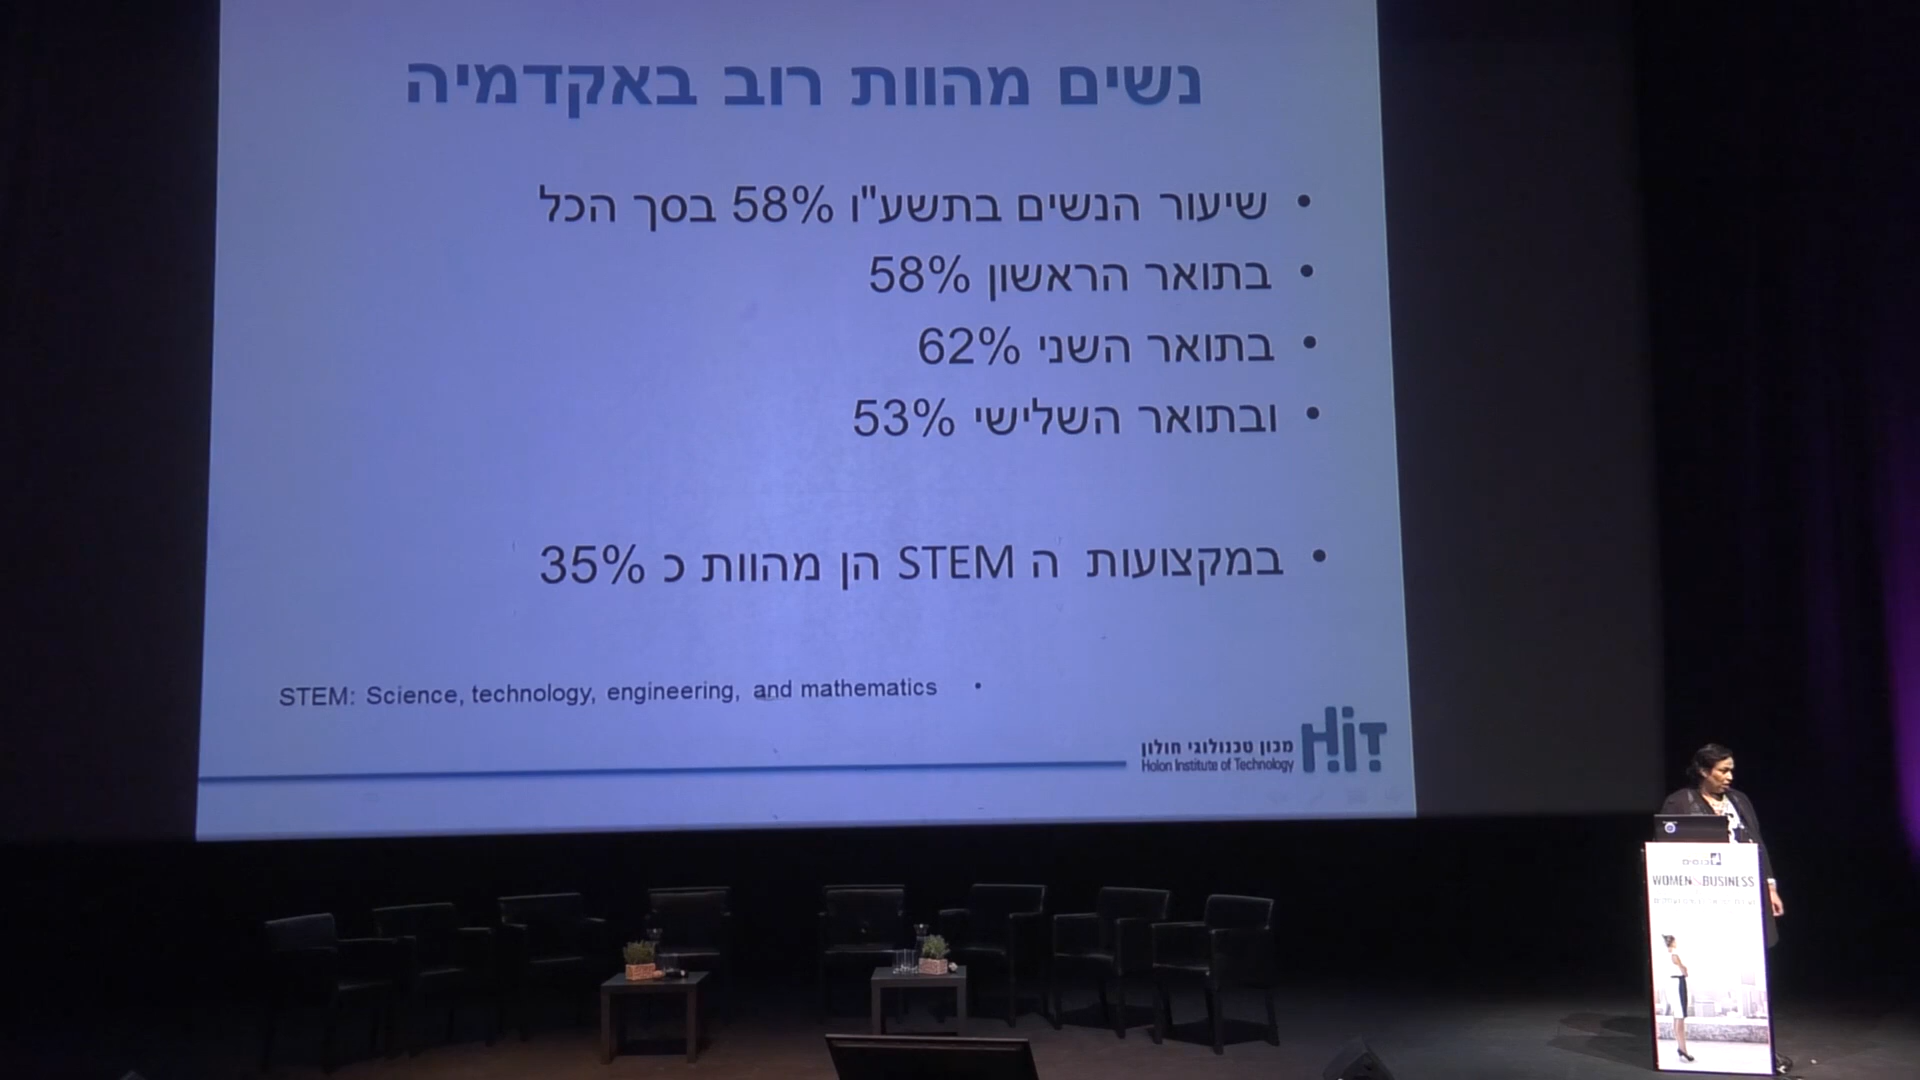 נשים מהוות רוב באקדמיה
• שיעור הנשים בתשע"ו 58% בסך הכל
• בתואר הראשון 58%
• בתואר השני 62%
• ובתואר השלישי 53%
• במקצועות ה STEM הן מהוות כ 35%
• STEM: Science, technology, engineering, and mathematics
HiT
מכון טכנולוגי חולון
Holon Institute of Technology
WOMEN&BUSINESS